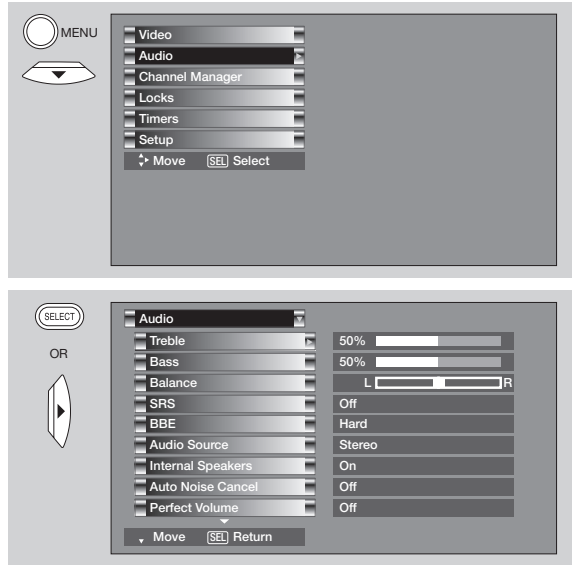 MENU
Video
Audio
Channel Manager
Locks
Timers
Setup
Move SEL Select
SELECT
OR
Audio
Treble 50%
Bass 50%
Balance L R
SRS Off
BBE Hard
Audio Source Stereo
Internal Speakers On
Auto Noise Cancel Off
Perfect Volume Off
Move SEL Return